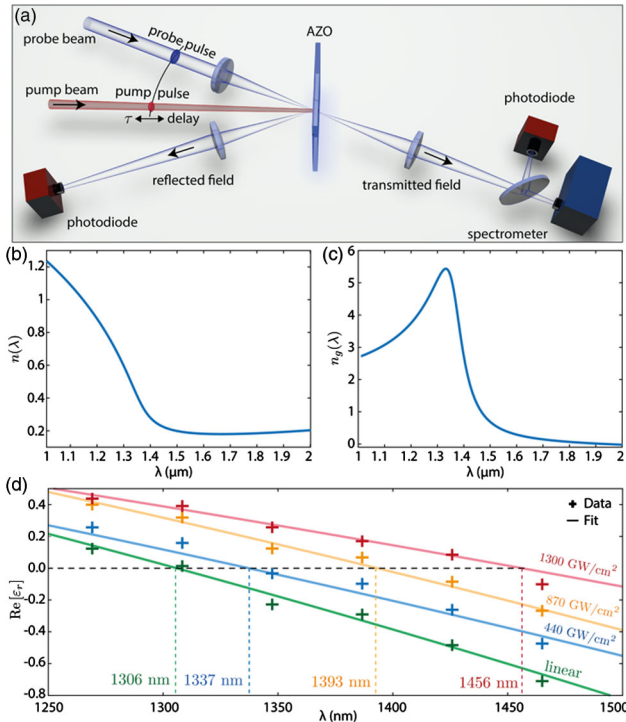 (a)
AZO
probe beam
probe pulse
pump beam
pump pulse
τ
delay
photodiode
reflected field
transmitted field
photodiode
spectrometer
(b)
(c)
1.2
1
0.8
0.6
0.4
0.2
n(λ)
1 1.1 1.2 1.3 1.4 1.5 1.6 1.7 1.8 1.9 2
λ (μm)
6
5
4
3
2
1
0
n_g(λ)
1 1.1 1.2 1.3 1.4 1.5 1.6 1.7 1.8 1.9 2
λ (μm)
(d)
0.4
0.2
0.0
-0.2
-0.4
-0.6
-0.8
Re [ε_r]
+ Data
— Fit
1300 GW/cm²
870 GW/cm²
440 GW/cm²
linear
1306 nm 1337 nm 1393 nm 1456 nm
1250 1300 1350 1400 1450 1500
λ (nm)